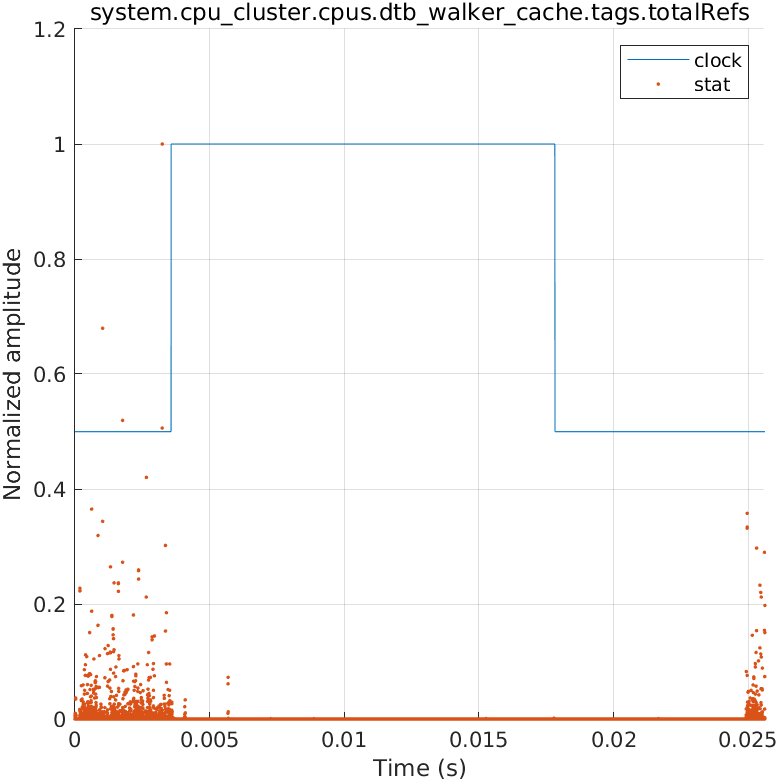 system.cpu_cluster.cpus.dtb_walker_cache.tags.totalRefs
1.2
clock
stat
1
0.8
0.6
0.4
0.2
0
Normalized amplitude
0 0.005 0.01 0.015 0.02 0.025
Time (s)